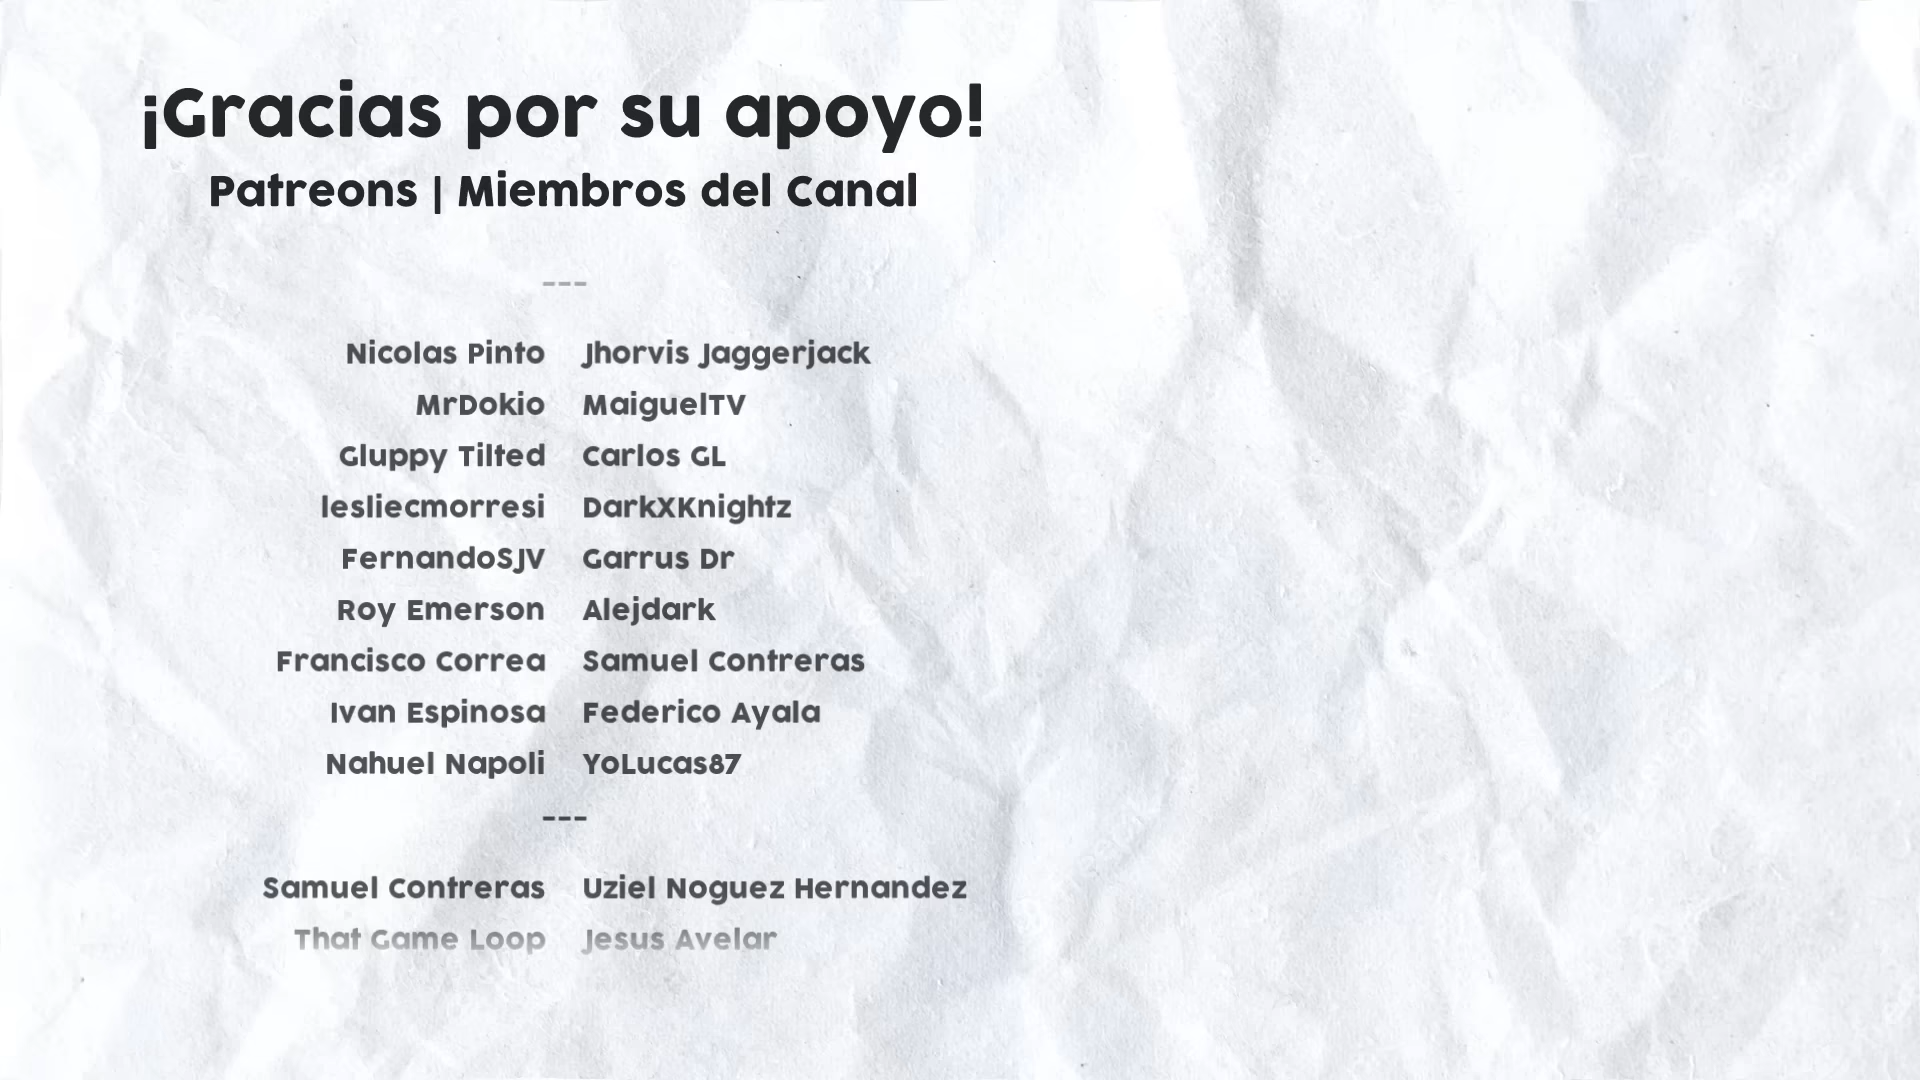 ¡Gracias por su apoyo!
Patreons | Miembros del Canal
---
Nicolas Pinto Jhorvis Jaggerjack
MrDokio MaiguelTV
Gluppy Tilted Carlos GL
lesliecmorresi DarkXKnightz
FernandoSJV Garrus Dr
Roy Emerson Alejdark
Francisco Correa Samuel Contreras
Ivan Espinosa Federico Ayala
Nahuel Napoli YoLucas87
---
Samuel Contreras Uziel Noguez Hernandez
That Game Loop Jesus Avelar